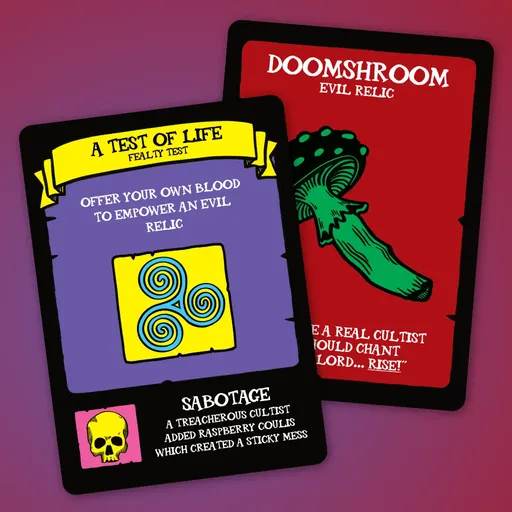 A TEST OF LIFE
FEALTY TEST
OFFER YOUR OWN BLOOD
TO EMPOWER AN EVIL
RELIC
SABOTAGE
A TREACHEROUS CULTIST
ADDED RASPBERRY COULIS
WHICH CREATED A STICKY MESS
DOOMSHROOM
EVIL RELIC
E A REAL CULTIST
OULD CHANT
LORD... RISE!"